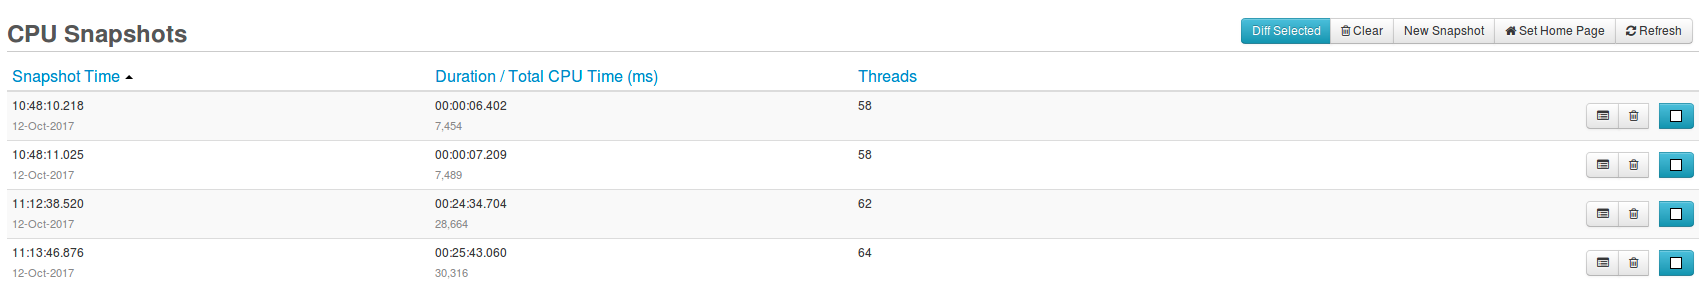 CPU Snapshots
Diff Selected Clear New Snapshot Set Home Page Refresh
Snapshot Time Duration / Total CPU Time (ms) Threads
10:48:10.218 00:00:06.402 58
12-Oct-2017 7,454
10:48:11.025 00:00:07.209 58
12-Oct-2017 7,489
11:12:38.520 00:24:34.704 62
12-Oct-2017 28,664
11:13:46.876 00:25:43.060 64
12-Oct-2017 30,316